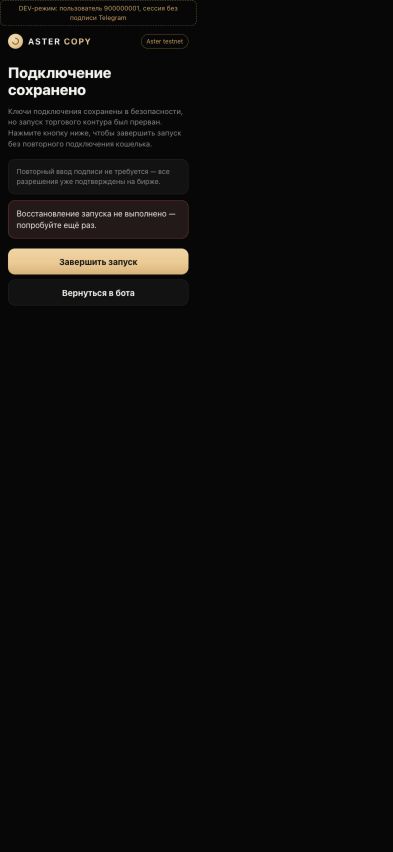 DEV-режим: пользователь 900000001, сессия без
подписи Telegram
ASTER COPY
Aster testnet
Подключение
сохранено
Ключи подключения сохранены в безопасности,
но запуск торгового контура был прерван.
Нажмите кнопку ниже, чтобы завершить запуск
без повторного подключения кошелька.
Повторный ввод подписи не требуется — все
разрешения уже подтверждены на бирже.
Восстановление запуска не выполнено —
попробуйте ещё раз.
Завершить запуск
Вернуться в бота